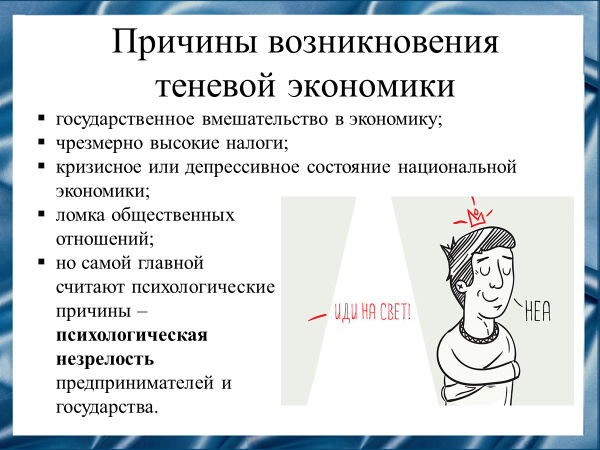 Причины возникновения
теневой экономики
▪ государственное вмешательство в экономику;
▪ чрезмерно высокие налоги;
▪ кризисное или депрессивное состояние национальной
экономики;
▪ ломка общественных
отношений;
▪ но самой главной
считают психологические
причины –
психологическая
незрелость
предпринимателей и
государства.
ИДИ НА СВЕТ!
НЕА